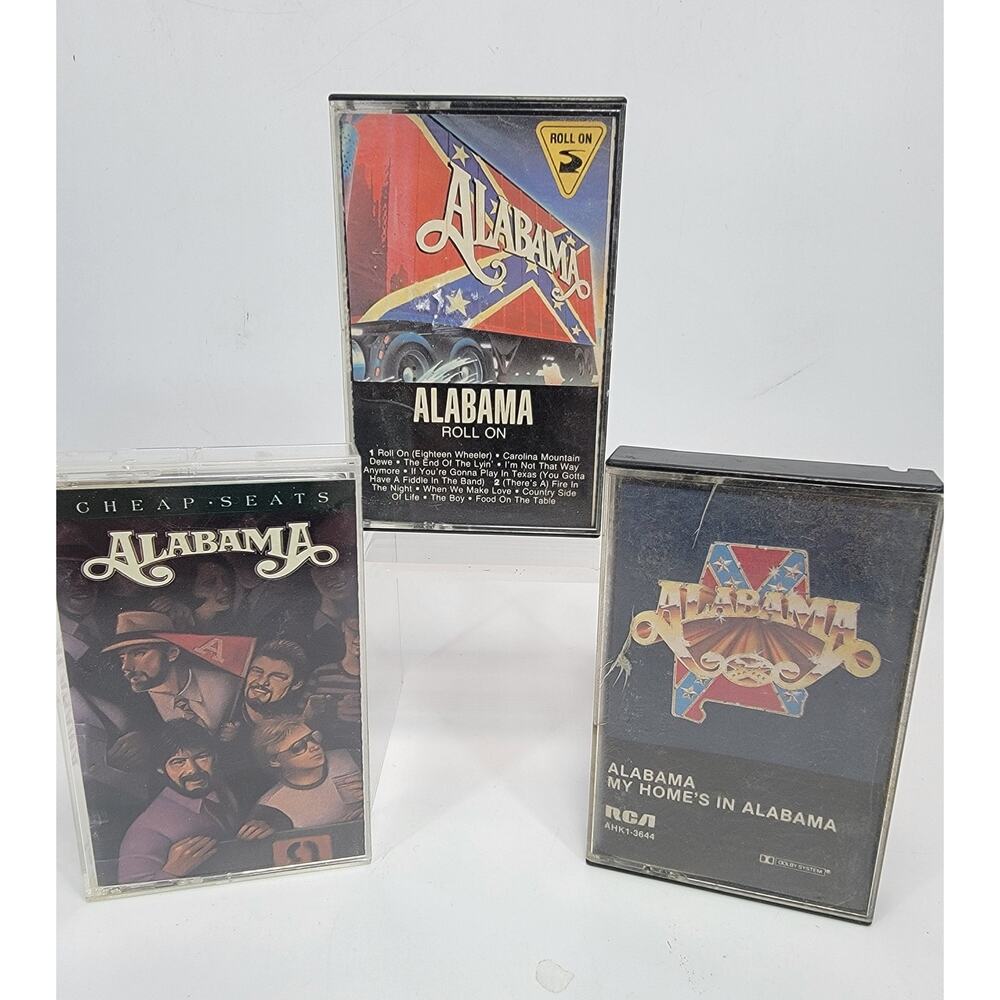 ROLL ON
ALABAMA
ALABAMA
ROLL ON
1 Roll On (Eighteen Wheeler) • Carolina Mountain
Dewe • The End Of The Lyin' • I'm Not That Way
Anymore • If You're Gonna Play In Texas (You Gotta
Have A Fiddle In The Band) 2 (There's A) Fire In
The Night • When We Make Love • Country Side
Of Life • The Boy • Food On The Table
CHEAP · SEATS
ALABAMA
A
9
ALABAMA
ALABAMA
MY HOME'S IN ALABAMA
RCA
AHK1-3644
DOLBY SYSTEM®